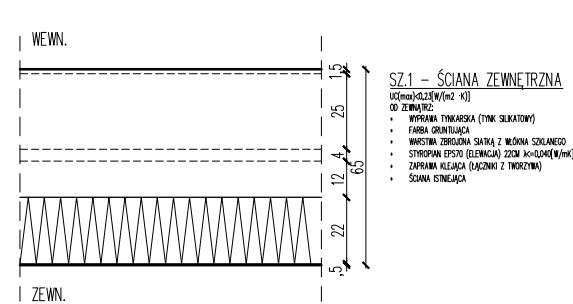 WEWN.
1,5
25
4
12
22
,5
65
ZEWN.
SZ.1 – ŚCIANA ZEWNĘTRZNA
UC(max)<0,23[W/(m2 ·K)]
OD ZEWNĄTRZ:
• WYPRAWA TYNKARSKA (TYNK SILIKATOWY)
• FARBA GRUNTUJĄCA
• WARSTWA ZBROJONA SIATKĄ Z WŁÓKNA SZKLANEGO
• STYROPIAN EPS70 (ELEWACJA) 22CM λ<=0,040[W/mK]
• ZAPRAWA KLEJĄCA (ŁĄCZNIKI Z TWORZYWA)
• ŚCIANA ISTNIEJĄCA